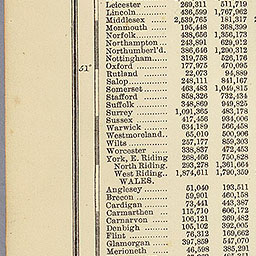 Leicester ........ 269,311 511,719
Lincoln .......... 436,599 1,767,962
Middlesex ..... 2,539,765 181,317
Monmouth .... 195,448 368,399
Norfolk .......... 438,656 1,356,173
Northampton . 243,891 629,912
Northumberl'd. 386,646 1,290,312
Nottingham..... 319,758 526,176
Oxford .......... 177,975 470,095
Rutland ......... 22,073 94,889
51° Salop ............ 248,111 841,167
Somerset ........ 463,483 1,049,815
Stafford ......... 858,326 732,434
Suffolk .......... 348,869 949,825
Surrey ........... 1,091,365 483,178
Sussex ........... 417,456 934,006
Warwick ........ 634,189 566,458
Westmoreland.. 65,010 500,906
Wilts ............. 257,177 859,303
Worcester ...... 338,837 472,453
York, E. Riding 268,466 750,828
North Riding. 293,278 1,361,664
West Riding.. 1,874,611 1,790,359
WALES.
Anglesey ........ 51,040 193,511
Brecon ........... 59,901 460,158
Cardigan ........ 73,441 443,387
Carmarthen ... 115,710 606,172
Carnarvon ..... 106,121 369,482
Denbigh ......... 105,102 392,005
Flint ............. 76,312 169,662
Glamorgan ..... 397,859 547,070
Merioneth ...... 46,598 385,291